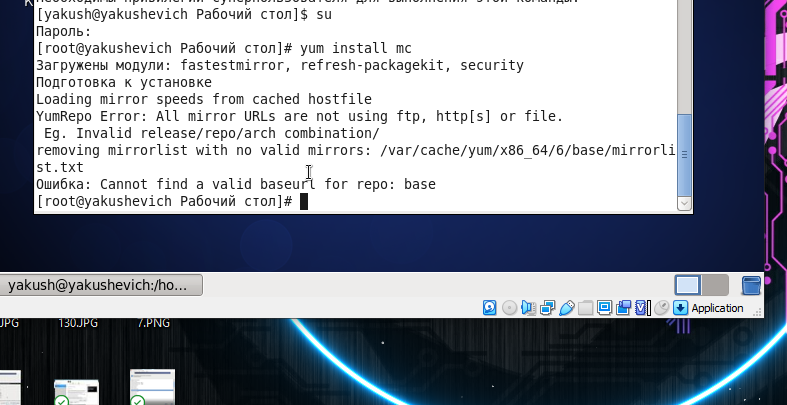 [yakush@yakushevich Рабочий стол]$ su
Пароль:
[root@yakushevich Рабочий стол]# yum install mc
Загружены модули: fastestmirror, refresh-packagekit, security
Подготовка к установке
Loading mirror speeds from cached hostfile
YumRepo Error: All mirror URLs are not using ftp, http[s] or file.
 Eg. Invalid release/repo/arch combination/
removing mirrorlist with no valid mirrors: /var/cache/yum/x86_64/6/base/mirrorli
st.txt
Ошибка: Cannot find a valid baseurl for repo: base
[root@yakushevich Рабочий стол]#
yakush@yakushevich:/ho...
Application
JPG 130.JPG 7.PNG